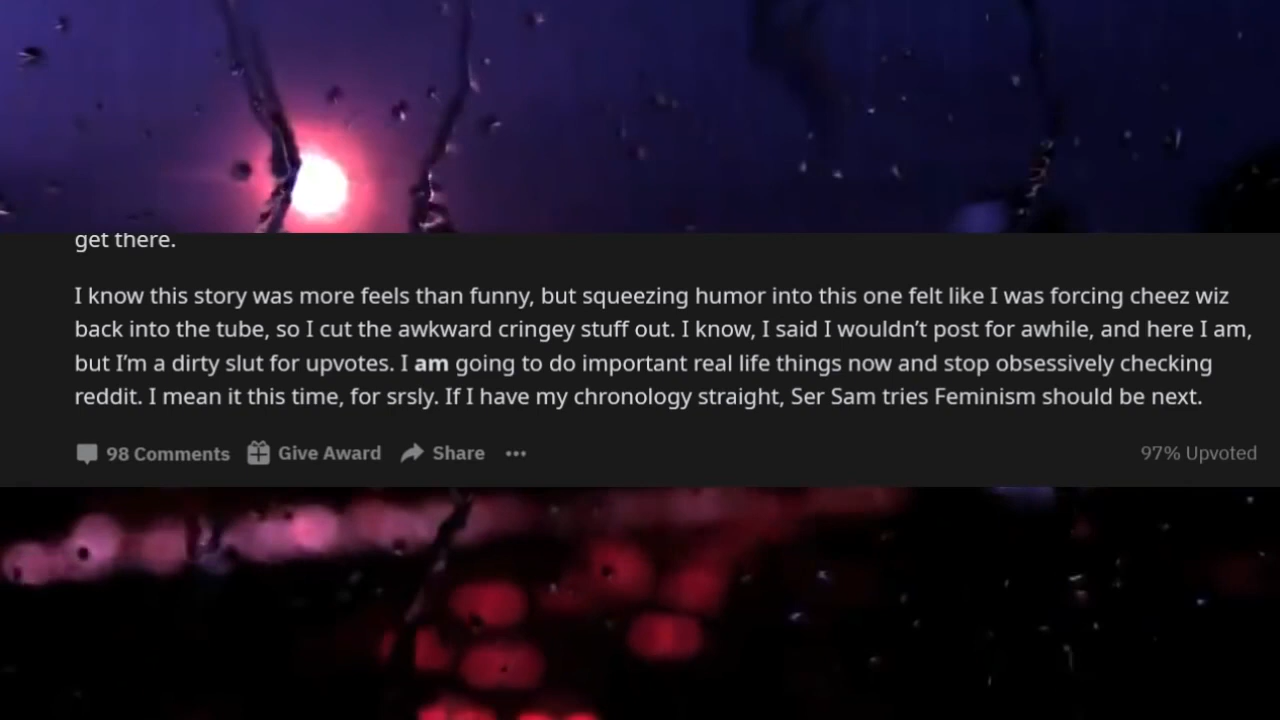 get there.
I know this story was more feels than funny, but squeezing humor into this one felt like I was forcing cheez wiz
back into the tube, so I cut the awkward cringey stuff out. I know, I said I wouldn’t post for awhile, and here I am,
but I’m a dirty slut for upvotes. I am going to do important real life things now and stop obsessively checking
reddit. I mean it this time, for srsly. If I have my chronology straight, Ser Sam tries Feminism should be next.
98 Comments Give Award Share ••• 97% Upvoted